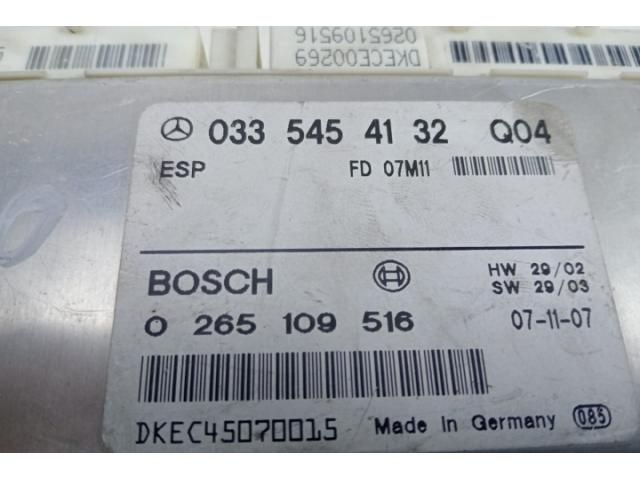 DKECE00269
0265109516
033 545 41 32 Q04
ESP FD 07M11
BOSCH HW 29/02
SW 29/03
0 265 109 516 07-11-07
DKEC45070015 Made in Germany 085